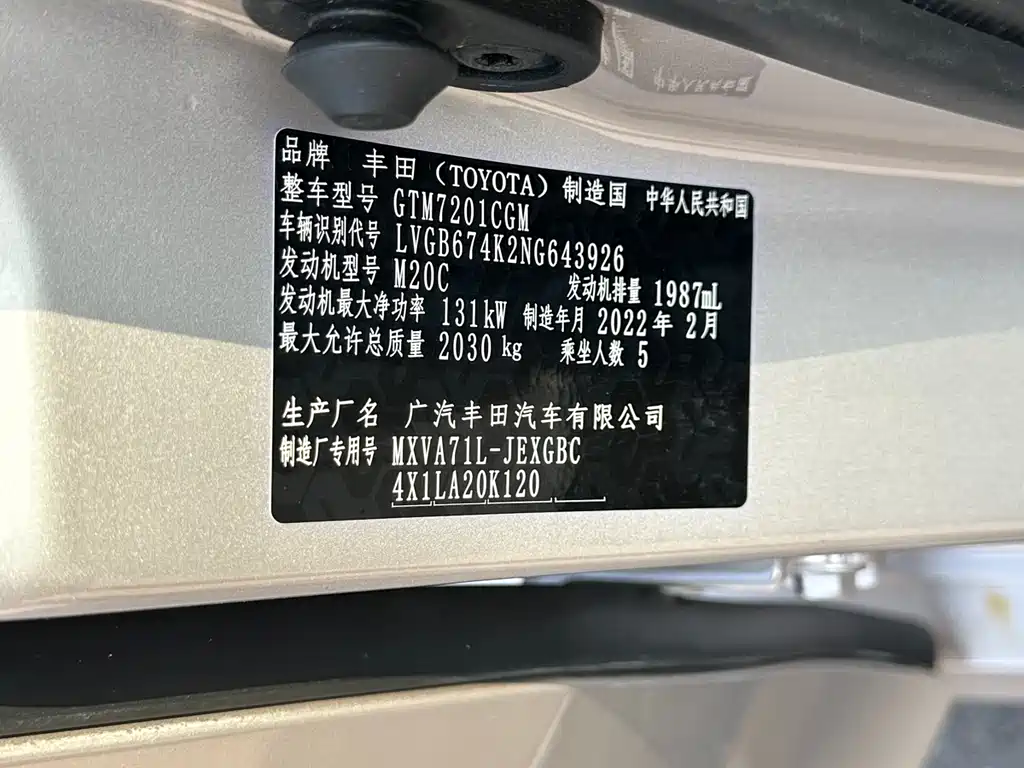 品牌 丰田（TOYOTA）制造国 中华人民共和国
整车型号 GTM7201CGM
车辆识别代号 LVGB674K2NG643926
发动机型号 M20C 发动机排量 1987mL
发动机最大净功率 131kW 制造年月 2022年 2月
最大允许总质量 2030 kg 乘坐人数 5
生产厂名 广汽丰田汽车有限公司
制造厂专用号 MXVA71L-JEXGBC
4X1LA20K120